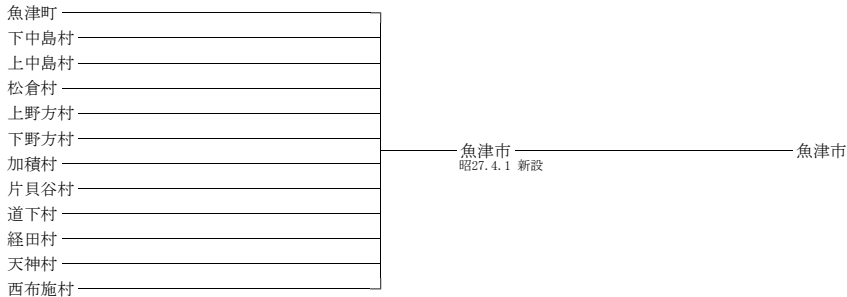 魚津町
下中島村
上中島村
松倉村
上野方村
下野方村
加積村
片貝谷村
道下村
経田村
天神村
西布施村
魚津市
昭27.4.1 新設
魚津市